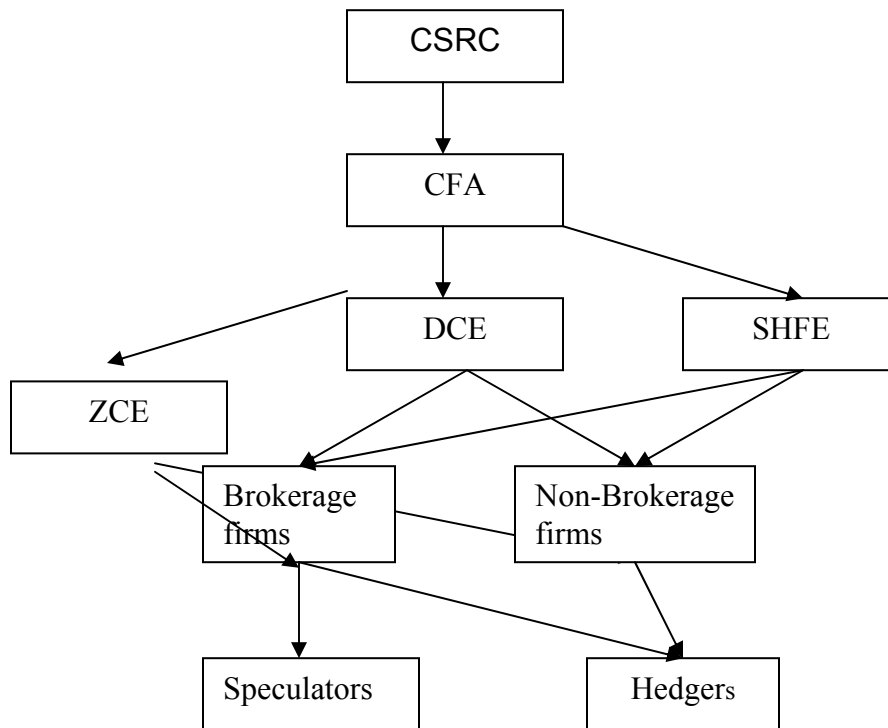 CSRC
CFA
DCE
SHFE
ZCE
Brokerage
firms
Non-Brokerage
firms
Speculators
Hedgers